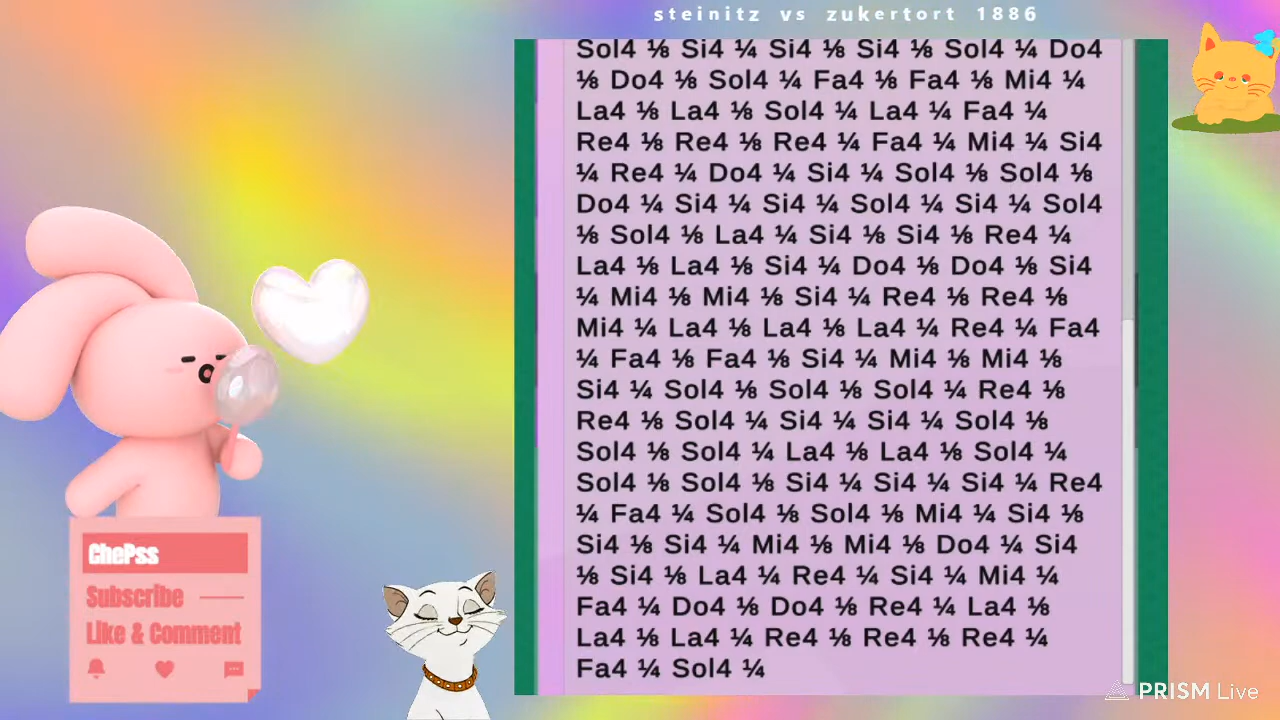 steinitz vs zukertort 1886
Sol4 ⅛ Si4 ¼ Si4 ⅛ Si4 ⅛ Sol4 ¼ Do4
⅛ Do4 ⅛ Sol4 ¼ Fa4 ⅛ Fa4 ⅛ Mi4 ¼
La4 ⅛ La4 ⅛ Sol4 ¼ La4 ¼ Fa4 ¼
Re4 ⅛ Re4 ⅛ Re4 ¼ Fa4 ¼ Mi4 ¼ Si4
¼ Re4 ¼ Do4 ¼ Si4 ¼ Sol4 ⅛ Sol4 ⅛
Do4 ¼ Si4 ¼ Si4 ¼ Sol4 ¼ Si4 ¼ Sol4
⅛ Sol4 ⅛ La4 ¼ Si4 ⅛ Si4 ⅛ Re4 ¼
La4 ⅛ La4 ⅛ Si4 ¼ Do4 ⅛ Do4 ⅛ Si4
¼ Mi4 ⅛ Mi4 ⅛ Si4 ¼ Re4 ⅛ Re4 ⅛
Mi4 ¼ La4 ⅛ La4 ⅛ La4 ¼ Re4 ¼ Fa4
¼ Fa4 ⅛ Fa4 ⅛ Si4 ¼ Mi4 ⅛ Mi4 ⅛
Si4 ¼ Sol4 ⅛ Sol4 ⅛ Sol4 ¼ Re4 ⅛
Re4 ⅛ Sol4 ¼ Si4 ¼ Si4 ¼ Sol4 ⅛
Sol4 ⅛ Sol4 ¼ La4 ⅛ La4 ⅛ Sol4 ¼
Sol4 ⅛ Sol4 ⅛ Si4 ¼ Si4 ¼ Si4 ¼ Re4
¼ Fa4 ¼ Sol4 ⅛ Sol4 ⅛ Mi4 ¼ Si4 ⅛
Si4 ⅛ Si4 ¼ Mi4 ⅛ Mi4 ⅛ Do4 ¼ Si4
⅛ Si4 ⅛ La4 ¼ Re4 ¼ Si4 ¼ Mi4 ¼
Fa4 ¼ Do4 ⅛ Do4 ⅛ Re4 ¼ La4 ⅛
La4 ⅛ La4 ¼ Re4 ⅛ Re4 ⅛ Re4 ¼
Fa4 ¼ Sol4 ¼
ChePss
Subscribe
Like & Comment
PRISM Live